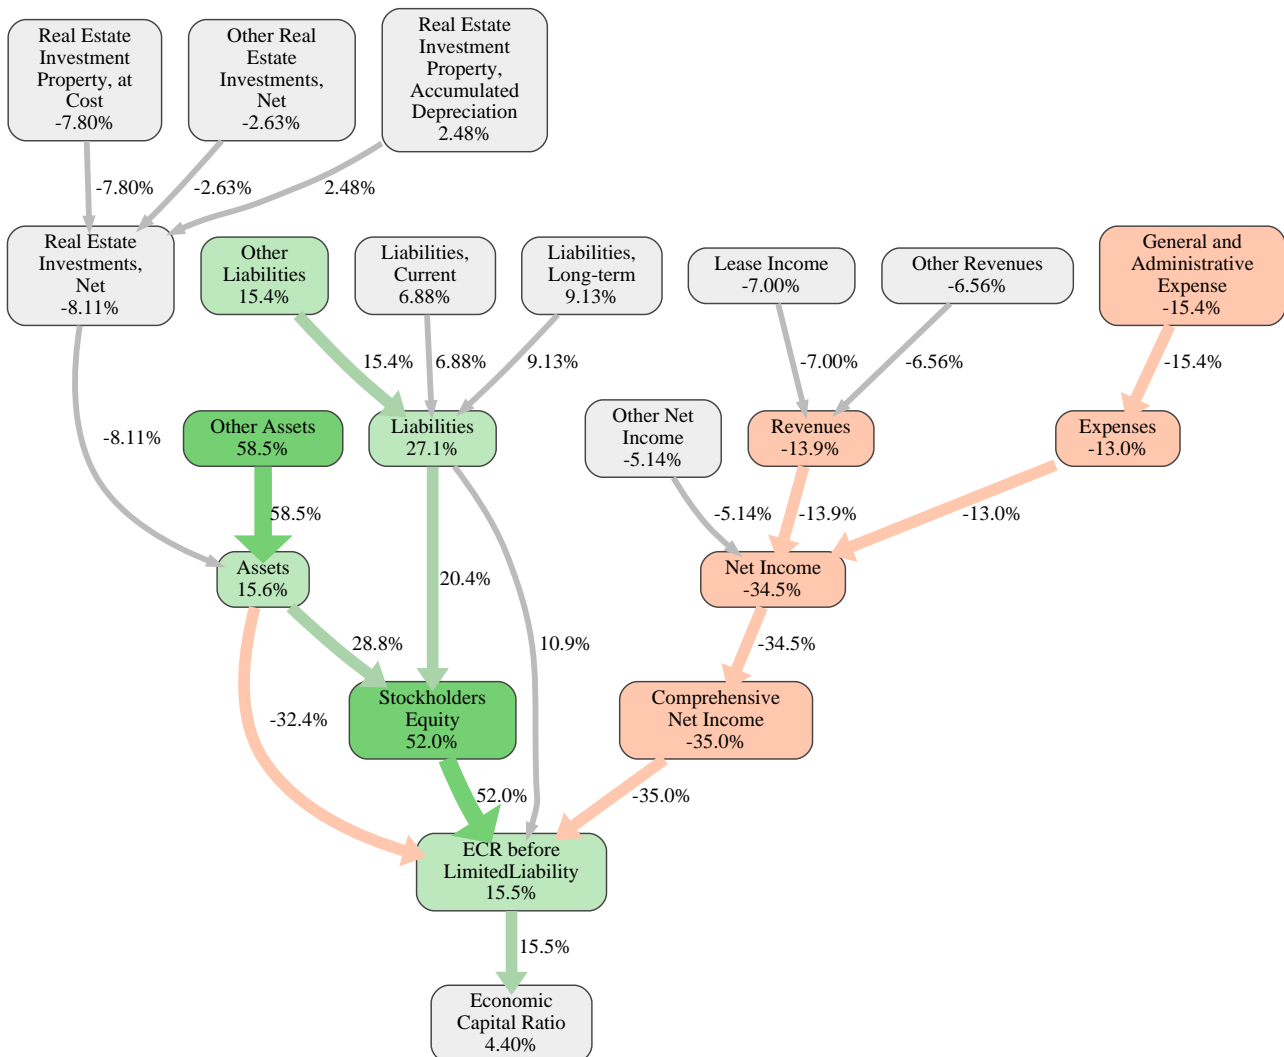 Real Estate
Investment
Property, at
Cost
-7.80%
Other Real
Estate
Investments,
Net
-2.63%
Real Estate
Investment
Property,
Accumulated
Depreciation
2.48%
-7.80%
-2.63%
2.48%
Real Estate
Investments,
Net
-8.11%
Other
Liabilities
15.4%
Liabilities,
Current
6.88%
Liabilities,
Long-term
9.13%
Lease Income
-7.00%
Other Revenues
-6.56%
General and
Administrative
Expense
-15.4%
15.4%
6.88%
9.13%
-7.00%
-6.56%
-15.4%
-8.11%
Other Assets
58.5%
Liabilities
27.1%
Other Net
Income
-5.14%
Revenues
-13.9%
Expenses
-13.0%
58.5%
-5.14%
-13.9%
-13.0%
Assets
15.6%
20.4%
Net Income
-34.5%
28.8%
10.9%
-34.5%
-32.4%
Stockholders
Equity
52.0%
Comprehensive
Net Income
-35.0%
52.0%
-35.0%
ECR before
LimitedLiability
15.5%
15.5%
Economic
Capital Ratio
4.40%